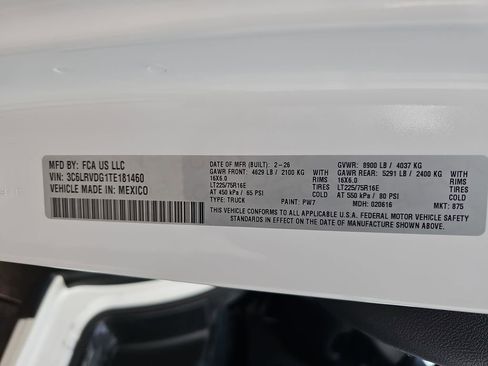 MFD BY: FCA US LLC
VIN: 3C6LRVDG1TE181460
VEHICLE MADE IN: MEXICO
DATE OF MFR (BUILT): 2-26 GVWR: 8900 LB / 4037 KG
GAWR FRONT: 4629 LB / 2100 KG WITH GAWR REAR: 5291 LB / 2400 KG WITH
16X6.0 RIMS 16X6.0 RIMS
LT225/75R16E TIRES LT225/75R16E TIRES
AT 450 kPa / 65 PSI COLD AT 550 kPa / 80 PSI COLD
TYPE: TRUCK PAINT: PW7 MDH: 020616 MKT: 875
THIS VEHICLE CONFORMS TO ALL APPLICABLE U.S.A. FEDERAL MOTOR VEHICLE SAFETY
STANDARDS IN EFFECT ON THE DATE OF MANUFACTURE SHOWN ABOVE.